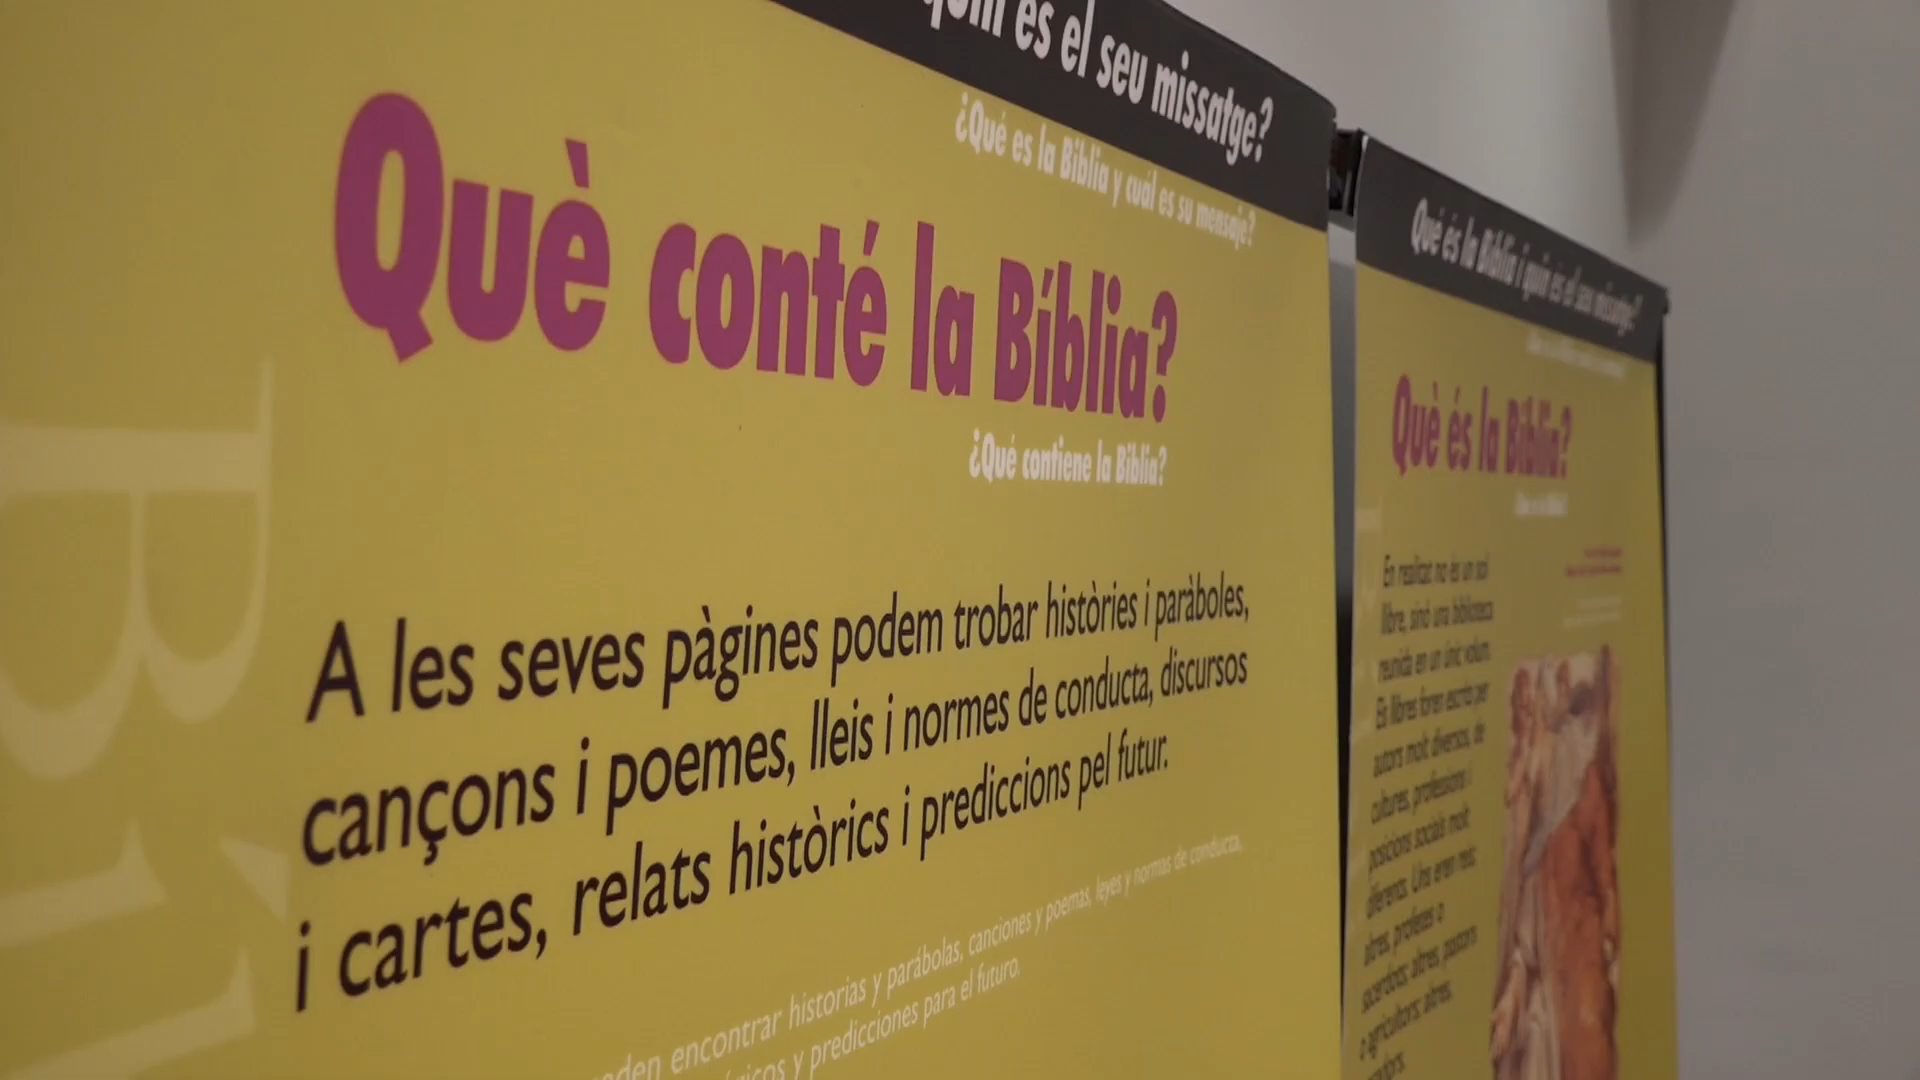 quin és el seu missatge?
¿Qué es la Biblia y cuál es su mensaje?
Què conté la Bíblia?
¿Qué contiene la Biblia?
A les seves pàgines podem trobar històries i paràboles,
cançons i poemes, lleis i normes de conducta, discursos
i cartes, relats històrics i prediccions pel futur.
encontrar historias y parábolas, canciones y poemas, leyes y normas de conducta,
y predicciones para el futuro.
Què és la Bíblia i quin és el seu missatge?
Què és la Bíblia?
En realitat no és un sol
llibre, sinó una biblioteca
reunida en un únic volum.
Els llibres foren escrits per
autors molt diversos, de
cultures, professions i
posicions socials molt
diferents. Uns eren reis;
altres, profetes o
sacerdots; altres, pastors
o agricultors; altres,